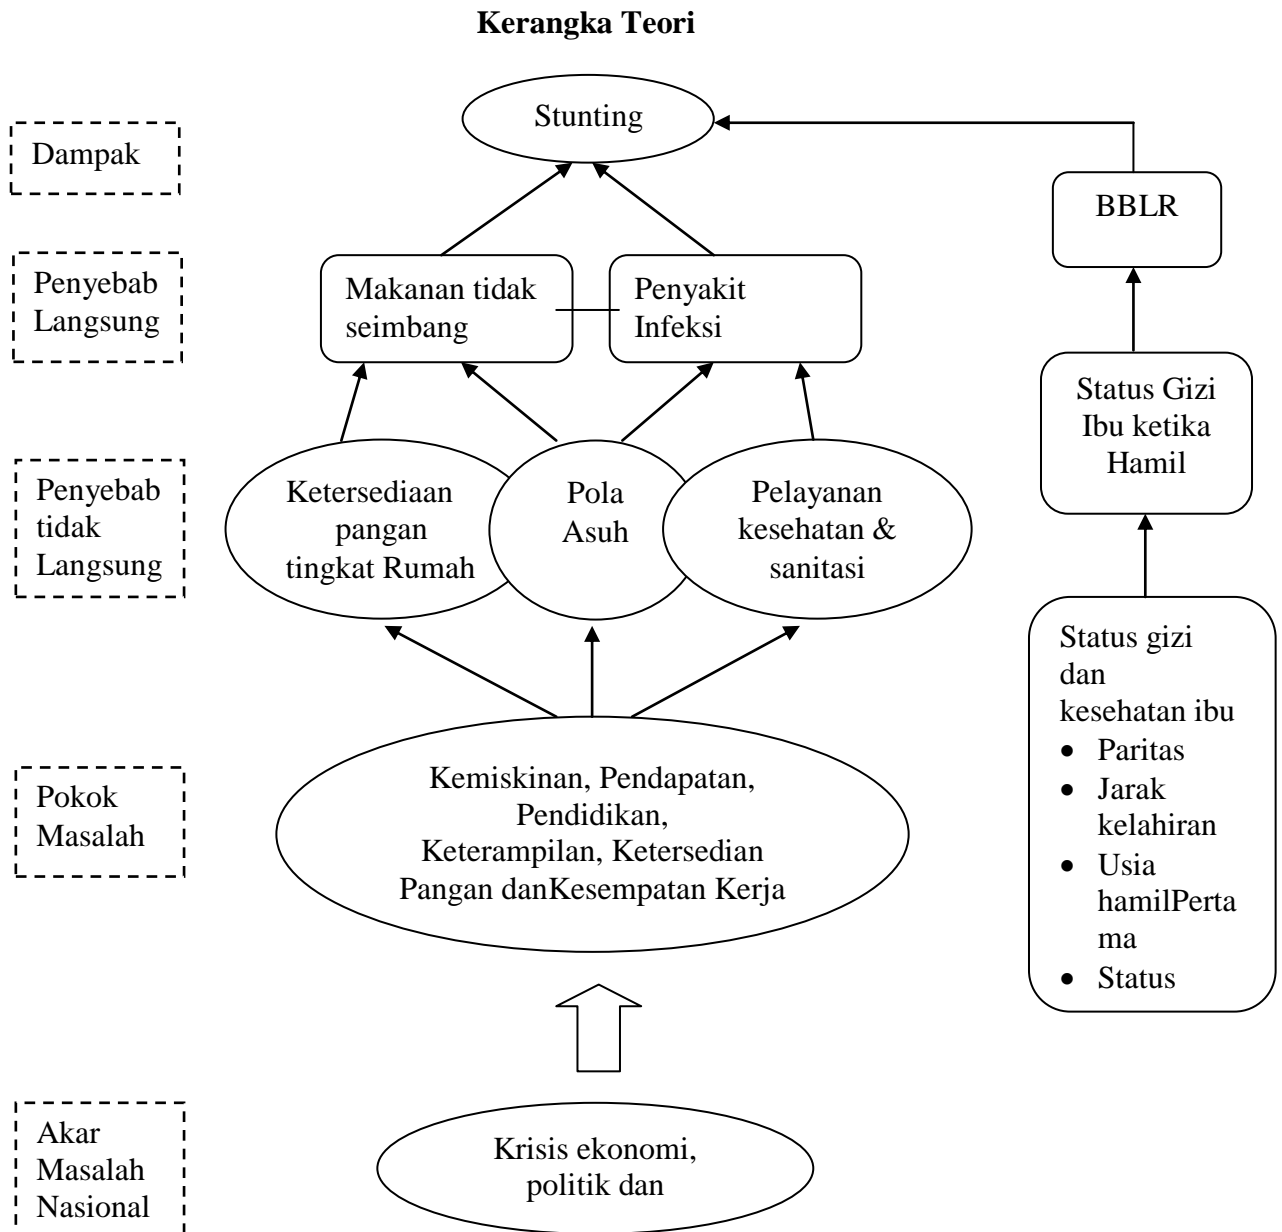 Kerangka Teori
Stunting
Dampak
BBLR
Penyebab
Langsung
Makanan tidak
seimbang
Penyakit
Infeksi
Status Gizi
Ibu ketika
Hamil
Penyebab
tidak
Langsung
Ketersediaan
pangan
tingkat Rumah
Pola
Asuh
Pelayanan
kesehatan &
sanitasi
Status gizi
dan
kesehatan ibu
• Paritas
• Jarak
kelahiran
• Usia
hamilPerta
ma
• Status
Pokok
Masalah
Kemiskinan, Pendapatan,
Pendidikan,
Keterampilan, Ketersedian
Pangan danKesempatan Kerja
Akar
Masalah
Nasional
Krisis ekonomi,
politik dan